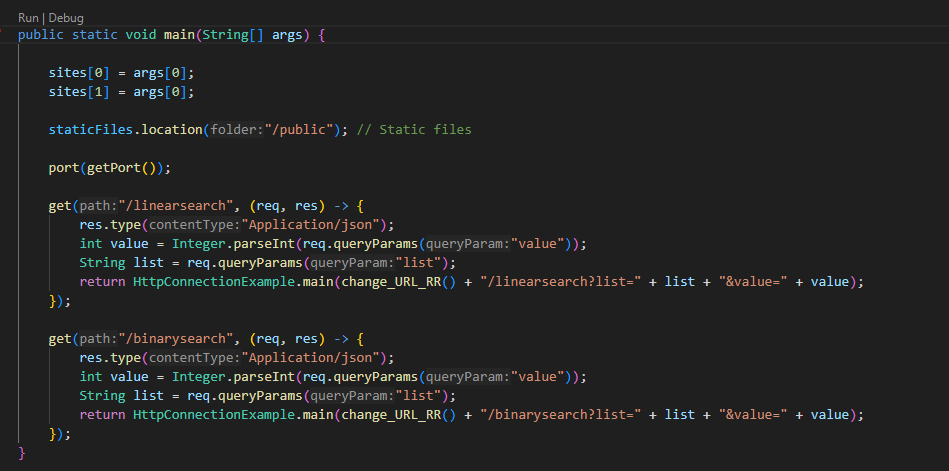 Run | Debug
public static void main(String[] args) {
sites[0] = args[0];
sites[1] = args[0];
staticFiles.location(folder:"/public"); // Static files
port(getPort());
get(path:"/linearsearch", (req, res) -> {
res.type(contentType:"Application/json");
int value = Integer.parseInt(req.queryParams(queryParam:"value"));
String list = req.queryParams(queryParam:"list");
return HttpConnectionExample.main(change_URL_RR() + "/linearsearch?list=" + list + "&value=" + value);
});
get(path:"/binarysearch", (req, res) -> {
res.type(contentType:"Application/json");
int value = Integer.parseInt(req.queryParams(queryParam:"value"));
String list = req.queryParams(queryParam:"list");
return HttpConnectionExample.main(change_URL_RR() + "/binarysearch?list=" + list + "&value=" + value);
});
}